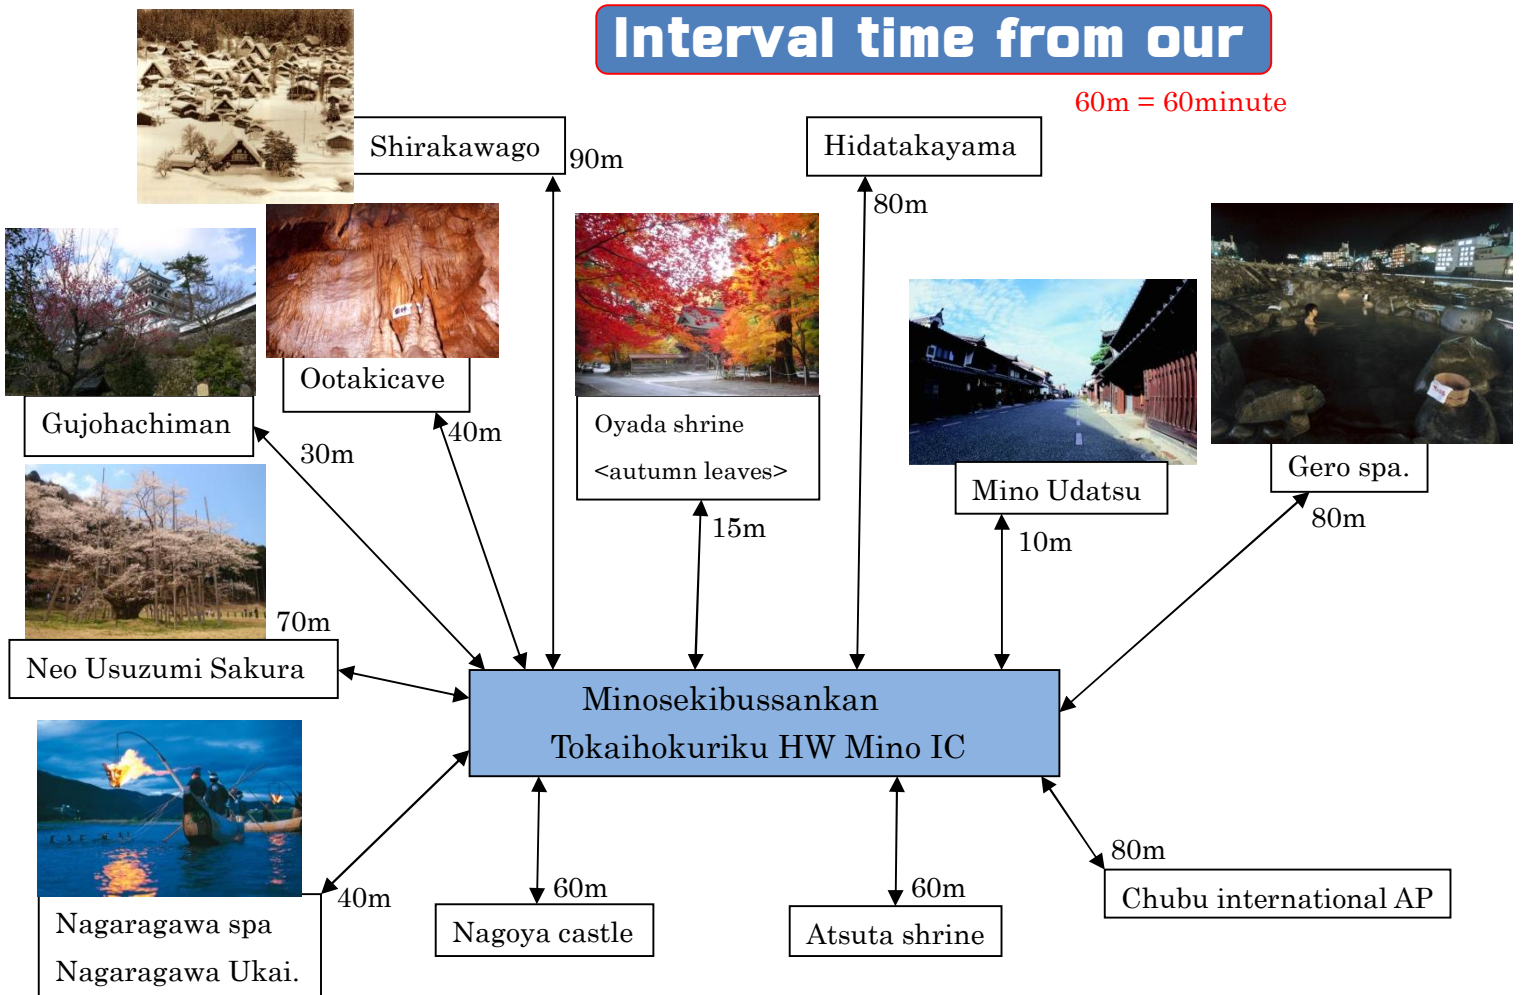 Interval time from our
60m = 60minute
Shirakawago
90m
Hidatakayama
80m
Gujohachiman
30m
Ootakicave
40m
Oyada shrine
<autumn leaves>
15m
Mino Udatsu
10m
Gero spa.
80m
70m
Neo Usuzumi Sakura
Minosekibussankan
Tokaihokuriku HW Mino IC
40m
Nagaragawa spa
Nagaragawa Ukai.
60m
Nagoya castle
60m
Atsuta shrine
80m
Chubu international AP